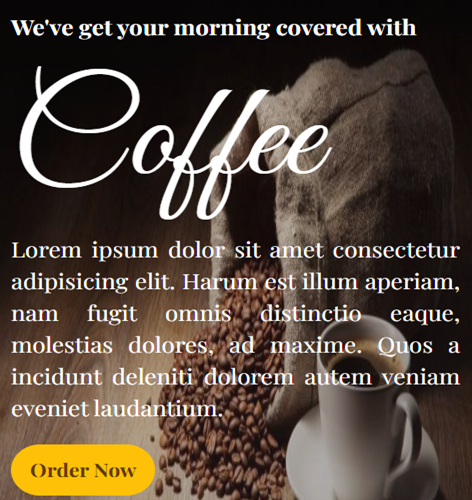 We've get your morning covered with
Coffee
Lorem ipsum dolor sit amet consectetur
adipisicing elit. Harum est illum aperiam,
nam fugit omnis distinctio eaque,
molestias dolores, ad maxime. Quos a
incidunt deleniti dolorem autem veniam
eveniet laudantium.
Order Now